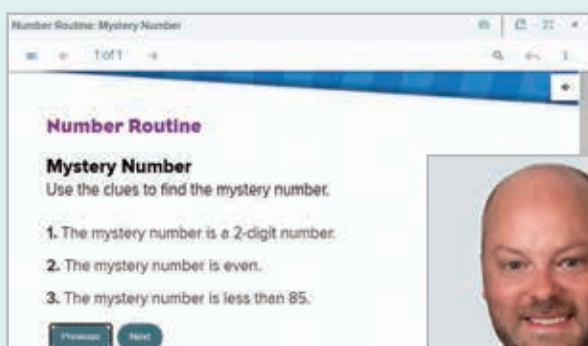 Number Routine: Mystery Number
1 of 1
Number Routine
Mystery Number
Use the clues to find the mystery number.
1. The mystery number is a 2-digit number.
2. The mystery number is even.
3. The mystery number is less than 85.
Previous Next